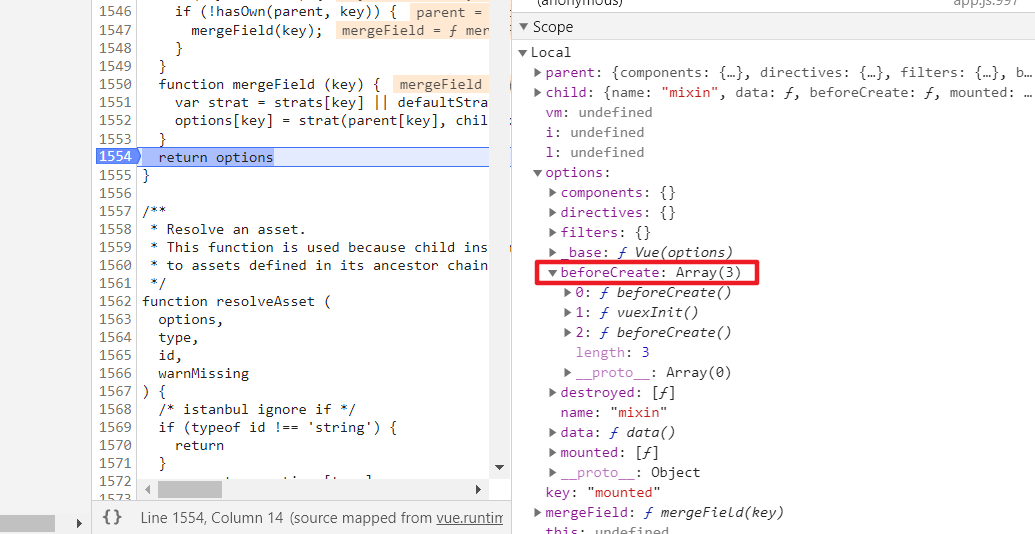 1546 if (!hasOwn(parent, key)) { parent =
1547 mergeField(key); mergeField = ƒ mer
1548 }
1549 }
1550 function mergeField (key) { mergeField
1551 var strat = strats[key] || defaultStra
1552 options[key] = strat(parent[key], chil
1553 }
1554 return options
1555 }
1556
1557 /**
1558 * Resolve an asset.
1559 * This function is used because child ins
1560 * to assets defined in its ancestor chain
1561 */
1562 function resolveAsset (
1563 options,
1564 type,
1565 id,
1566 warnMissing
1567 ) {
1568 /* istanbul ignore if */
1569 if (typeof id !== 'string') {
1570 return
1571 }
1572
1573
{} Line 1554, Column 14 (source mapped from vue.runtim
(anonymous) app.js:997
Scope
Local
parent: {components: {…}, directives: {…}, filters: {…}, b…
child: {name: "mixin", data: ƒ, beforeCreate: ƒ, mounted: …
vm: undefined
i: undefined
l: undefined
options:
components: {}
directives: {}
filters: {}
_base: ƒ Vue(options)
beforeCreate: Array(3)
0: ƒ beforeCreate()
1: ƒ vuexInit()
2: ƒ beforeCreate()
length: 3
__proto__: Array(0)
destroyed: [ƒ]
name: "mixin"
data: ƒ data()
mounted: [ƒ]
__proto__: Object
key: "mounted"
mergeField: ƒ mergeField(key)
this: undefined